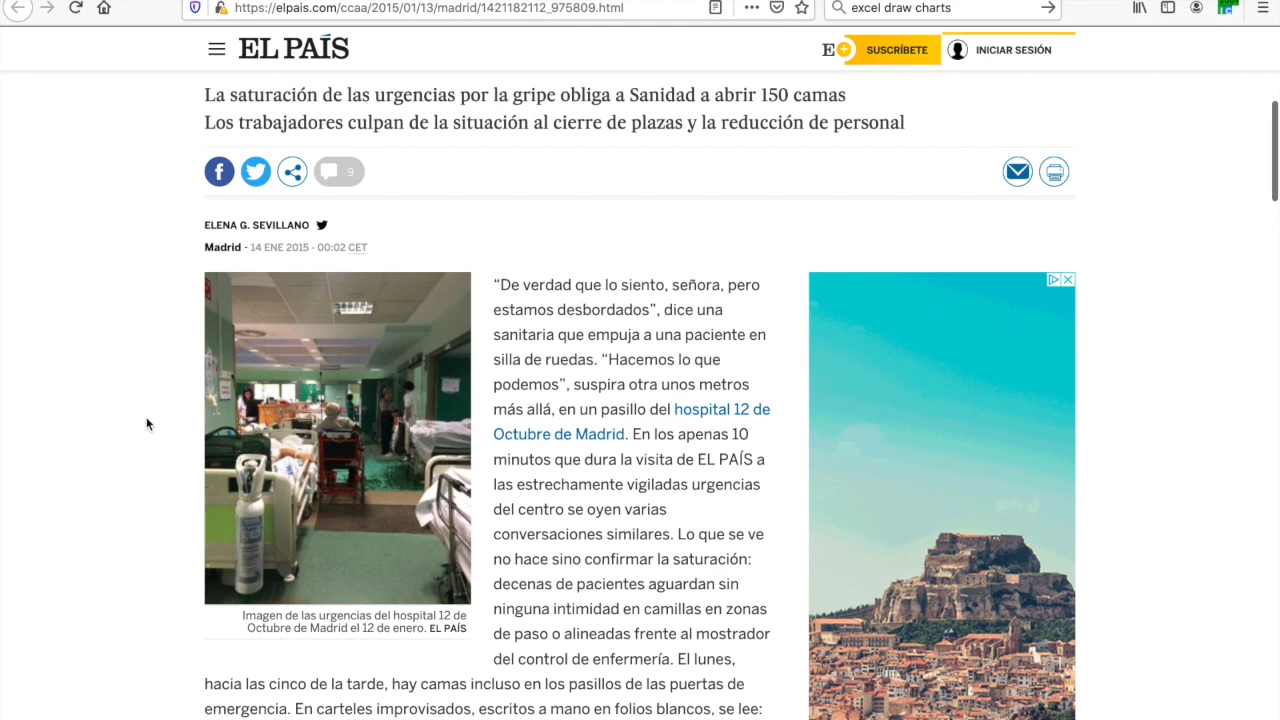 https://elpais.com/ccaa/2015/01/13/madrid/1421182112_975809.html
excel draw charts
EL PAÍS
E+
SUSCRÍBETE
INICIAR SESIÓN
La saturación de las urgencias por la gripe obliga a Sanidad a abrir 150 camas
Los trabajadores culpan de la situación al cierre de plazas y la reducción de personal
9
ELENA G. SEVILLANO
Madrid - 14 ENE 2015 - 00:02 CET
“De verdad que lo siento, señora, pero
estamos desbordados”, dice una
sanitaria que empuja a una paciente en
silla de ruedas. “Hacemos lo que
podemos”, suspira otra unos metros
más allá, en un pasillo del hospital 12 de
Octubre de Madrid. En los apenas 10
minutos que dura la visita de EL PAÍS a
las estrechamente vigiladas urgencias
del centro se oyen varias
conversaciones similares. Lo que se ve
no hace sino confirmar la saturación:
decenas de pacientes aguardan sin
ninguna intimidad en camillas en zonas
de paso o alineadas frente al mostrador
del control de enfermería. El lunes,
Imagen de las urgencias del hospital 12 de
Octubre de Madrid el 12 de enero. EL PAÍS
hacia las cinco de la tarde, hay camas incluso en los pasillos de las puertas de
emergencia. En carteles improvisados, escritos a mano en folios blancos, se lee: